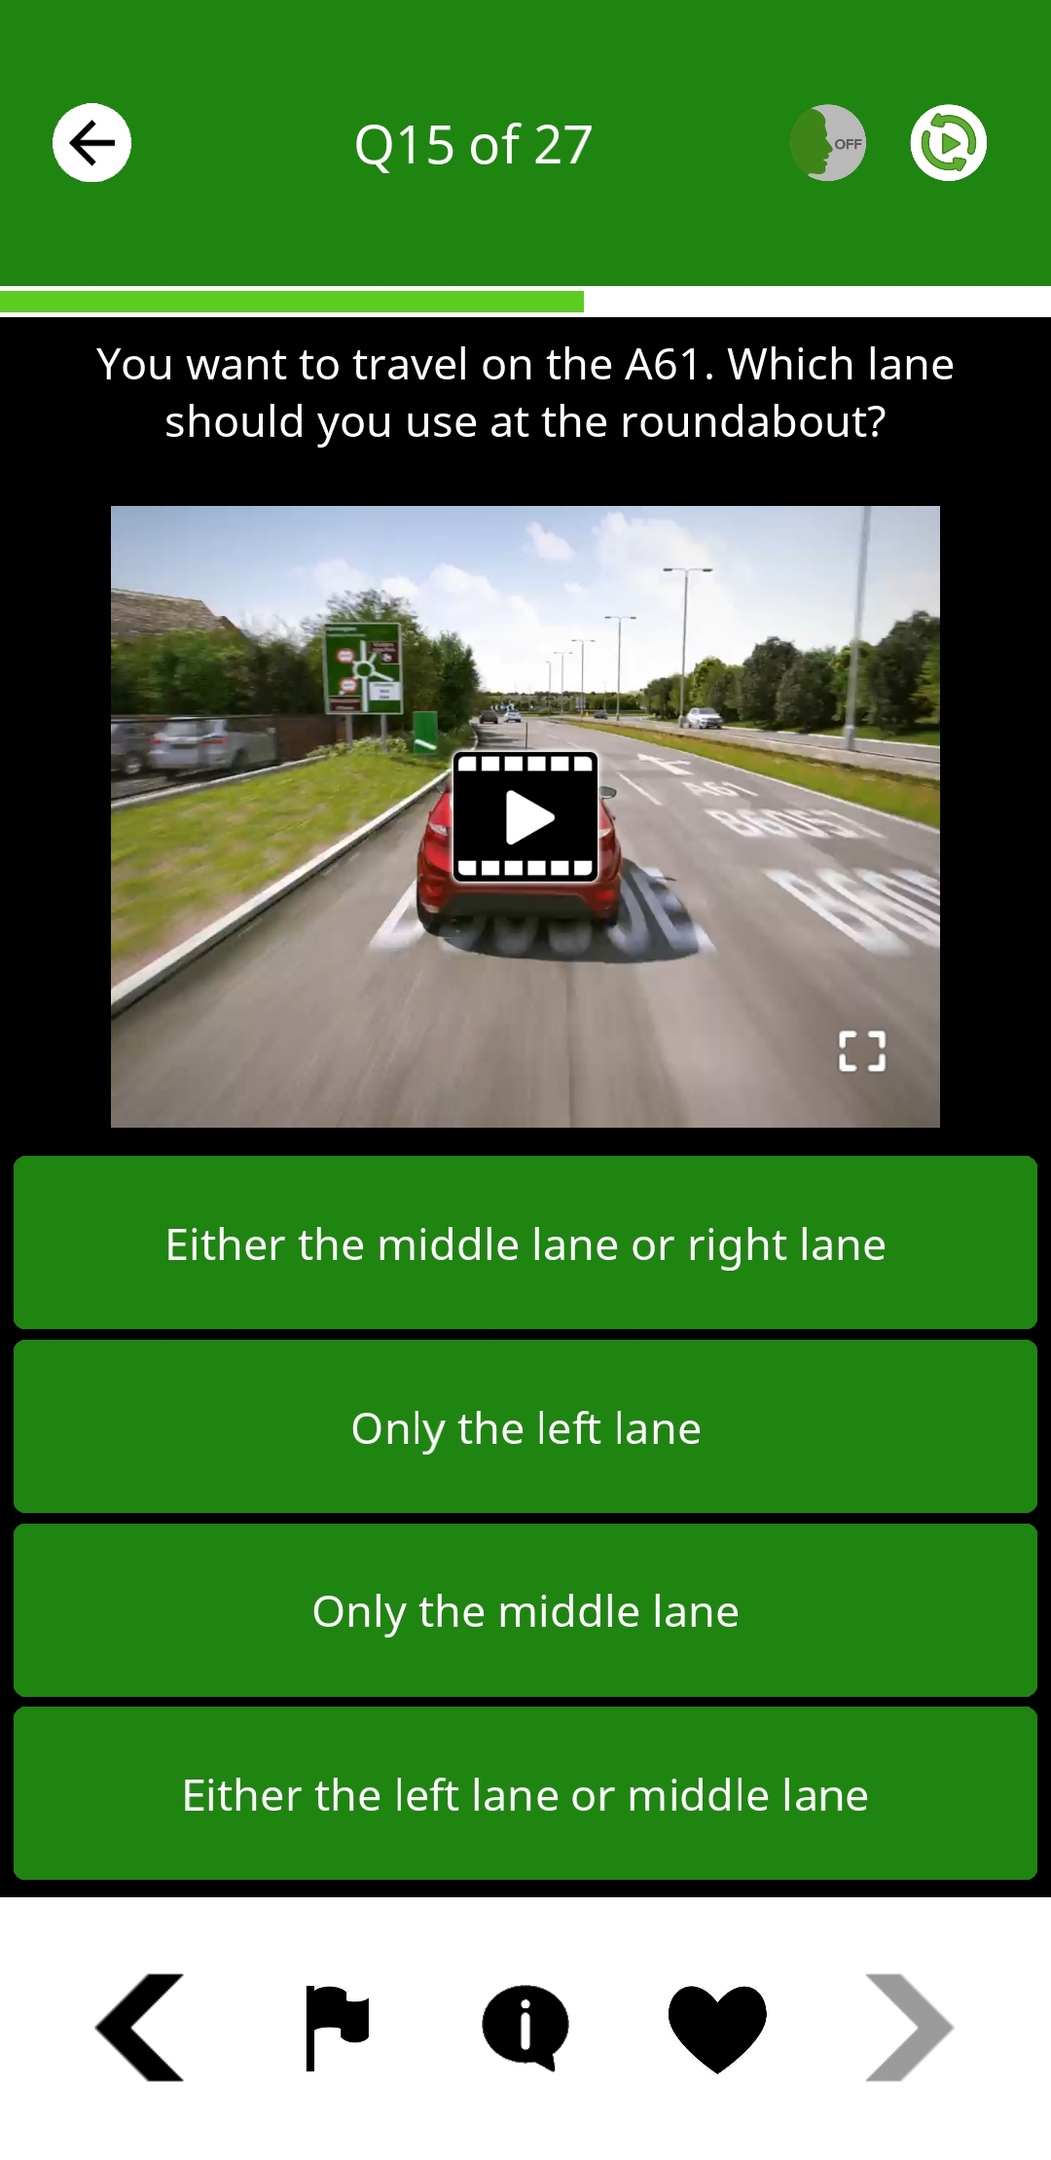 Q15 of 27
OFF
You want to travel on the A61. Which lane
should you use at the roundabout?
A61
B6057
Either the middle lane or right lane
Only the left lane
Only the middle lane
Either the left lane or middle lane